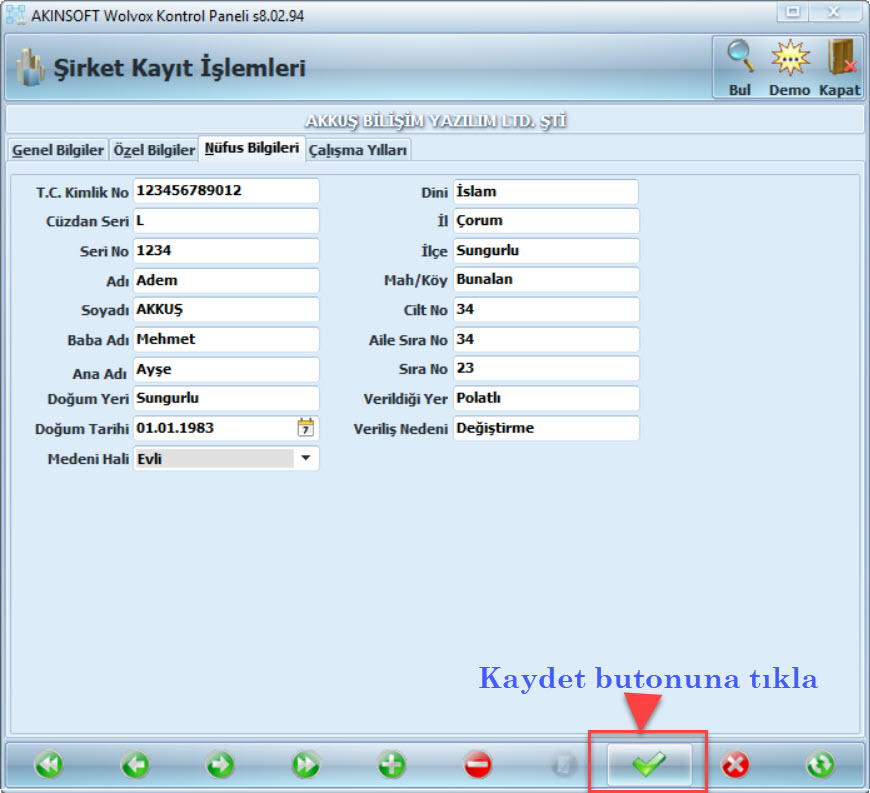 AKINSOFT Wolvox Kontrol Paneli s8.02.94
Şirket Kayıt İşlemleri
Bul Demo Kapat
AKKUŞ BİLİŞİM YAZILIM LTD. ŞTİ
Genel Bilgiler Özel Bilgiler Nüfus Bilgileri Çalışma Yılları
T.C. Kimlik No 123456789012 Dini İslam
Cüzdan Seri L İl Çorum
Seri No 1234 İlçe Sungurlu
Adı Adem Mah/Köy Bunalan
Soyadı AKKUŞ Cilt No 34
Baba Adı Mehmet Aile Sıra No 34
Ana Adı Ayşe Sıra No 23
Doğum Yeri Sungurlu Verildiği Yer Polatlı
Doğum Tarihi 01.01.1983 7 Veriliş Nedeni Değiştirme
Medeni Hali Evli
Kaydet butonuna tıkla